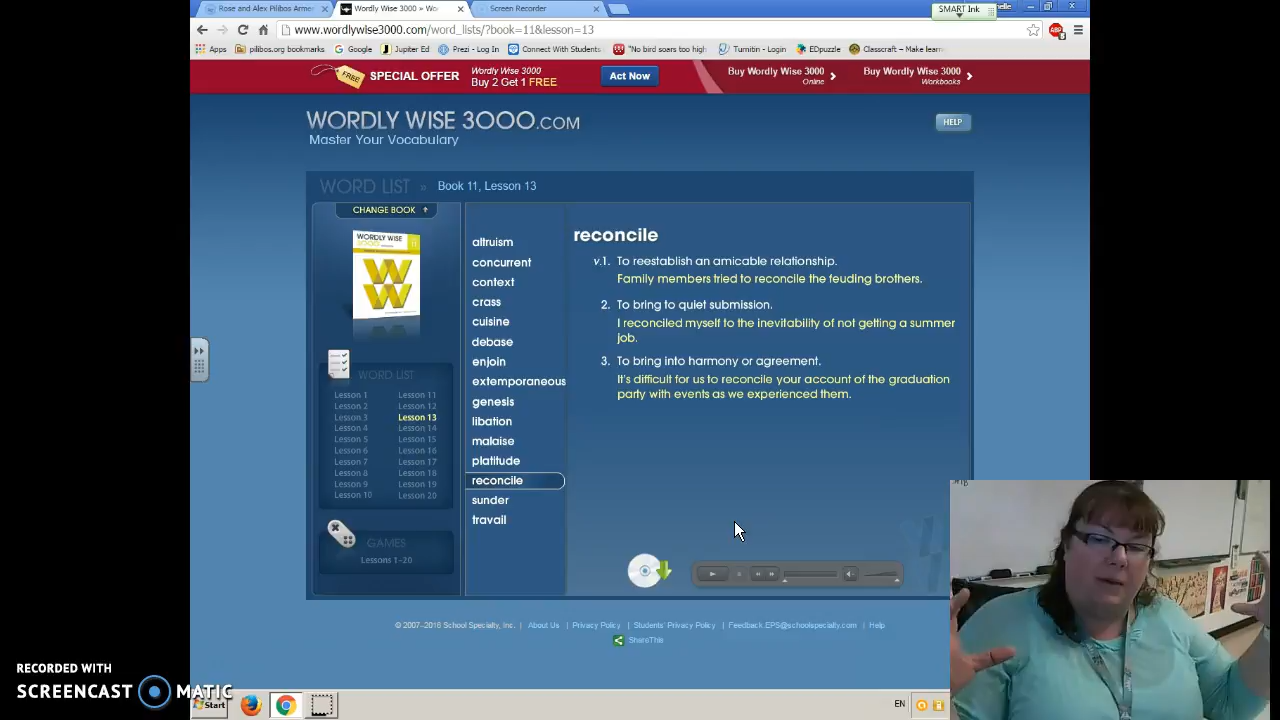 Rose and Alex Pilibos Armen
Wordly Wise 3000 » Wo
Screen Recorder
SMART Ink
www.wordlywise3000.com/word_lists/?book=11&lesson=13
Apps
pilibos.org bookmarks
Google
Jupiter Ed
Prezi - Log In
Connect With Students
"No bird soars too high
Turnitin - Login
EDpuzzle
Classcraft – Make learn
FREE
SPECIAL OFFER
Wordly Wise 3000
Buy 2 Get 1 FREE
Act Now
Buy Wordly Wise 3000
Online
Buy Wordly Wise 3000
Workbooks
WORDLY WISE 3000.COM
Master Your Vocabulary
HELP
WORD LIST » Book 11, Lesson 13
CHANGE BOOK
WORDLY WISE
3000
11
WORD LIST
Lesson 1
Lesson 2
Lesson 3
Lesson 4
Lesson 5
Lesson 6
Lesson 7
Lesson 8
Lesson 9
Lesson 10
Lesson 11
Lesson 12
Lesson 13
Lesson 14
Lesson 15
Lesson 16
Lesson 17
Lesson 18
Lesson 19
Lesson 20
GAMES
Lessons 1-20
altruism
concurrent
context
crass
cuisine
debase
enjoin
extemporaneous
genesis
libation
malaise
platitude
reconcile
sunder
travail
reconcile
v.1. To reestablish an amicable relationship.
Family members tried to reconcile the feuding brothers.
2. To bring to quiet submission.
I reconciled myself to the inevitability of not getting a summer
job.
3. To bring into harmony or agreement.
It's difficult for us to reconcile your account of the graduation
party with events as we experienced them.
© 2007–2016 School Specialty, Inc. | About Us | Privacy Policy | Students' Privacy Policy | Feedback.EPS@schoolspecialty.com | Help
ShareThis
RECORDED WITH
SCREENCAST MATIC
Start
EN